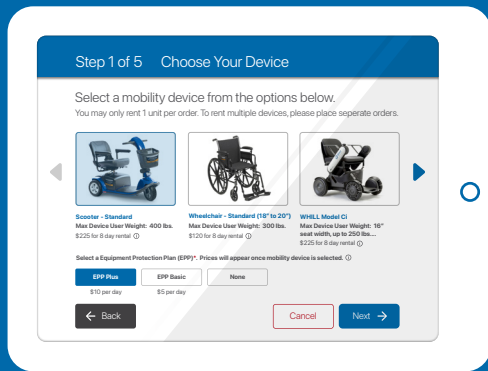 Step 1 of 5 Choose Your Device
Select a mobility device from the options below.
You may only rent 1 unit per order. To rent multiple devices, please place seperate orders.
Scooter - Standard
Max Device User Weight: 400 lbs.
$225 for 8 day rental
Wheelchair - Standard (18" to 20")
Max Device User Weight: 300 lbs.
$120 for 8 day rental
WHILL Model Ci
Max Device User Weight: 16"
seat width, up to 250 lbs....
$225 for 8 day rental
Select a Equipment Protection Plan (EPP)*. Prices will appear once mobility device is selected.
EPP Plus
EPP Basic
None
$10 per day
$5 per day
Back
Cancel
Next